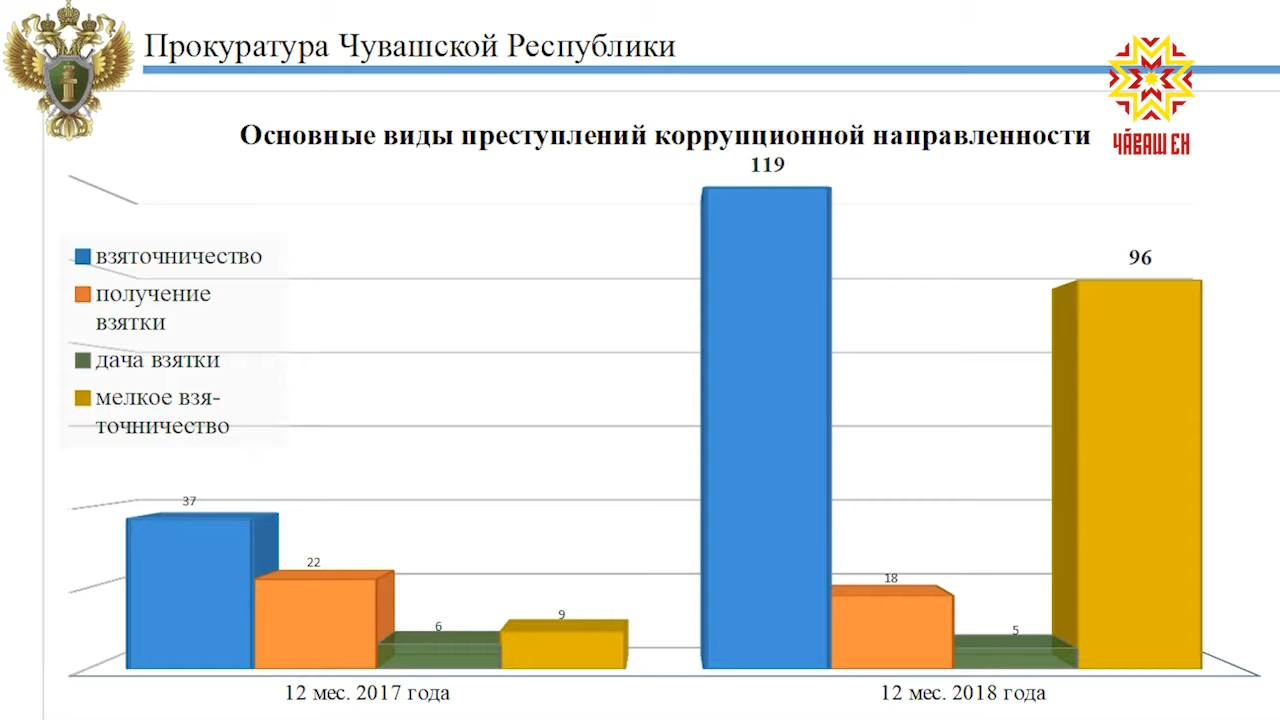 Прокуратура Чувашской Республики
ЧӐВАШ ЕН
Основные виды преступлений коррупционной направленности
119
96
взяточничество
получение
взятки
дача взятки
мелкое взя-
точничество
37
22
6
9
18
5
12 мес. 2017 года
12 мес. 2018 года